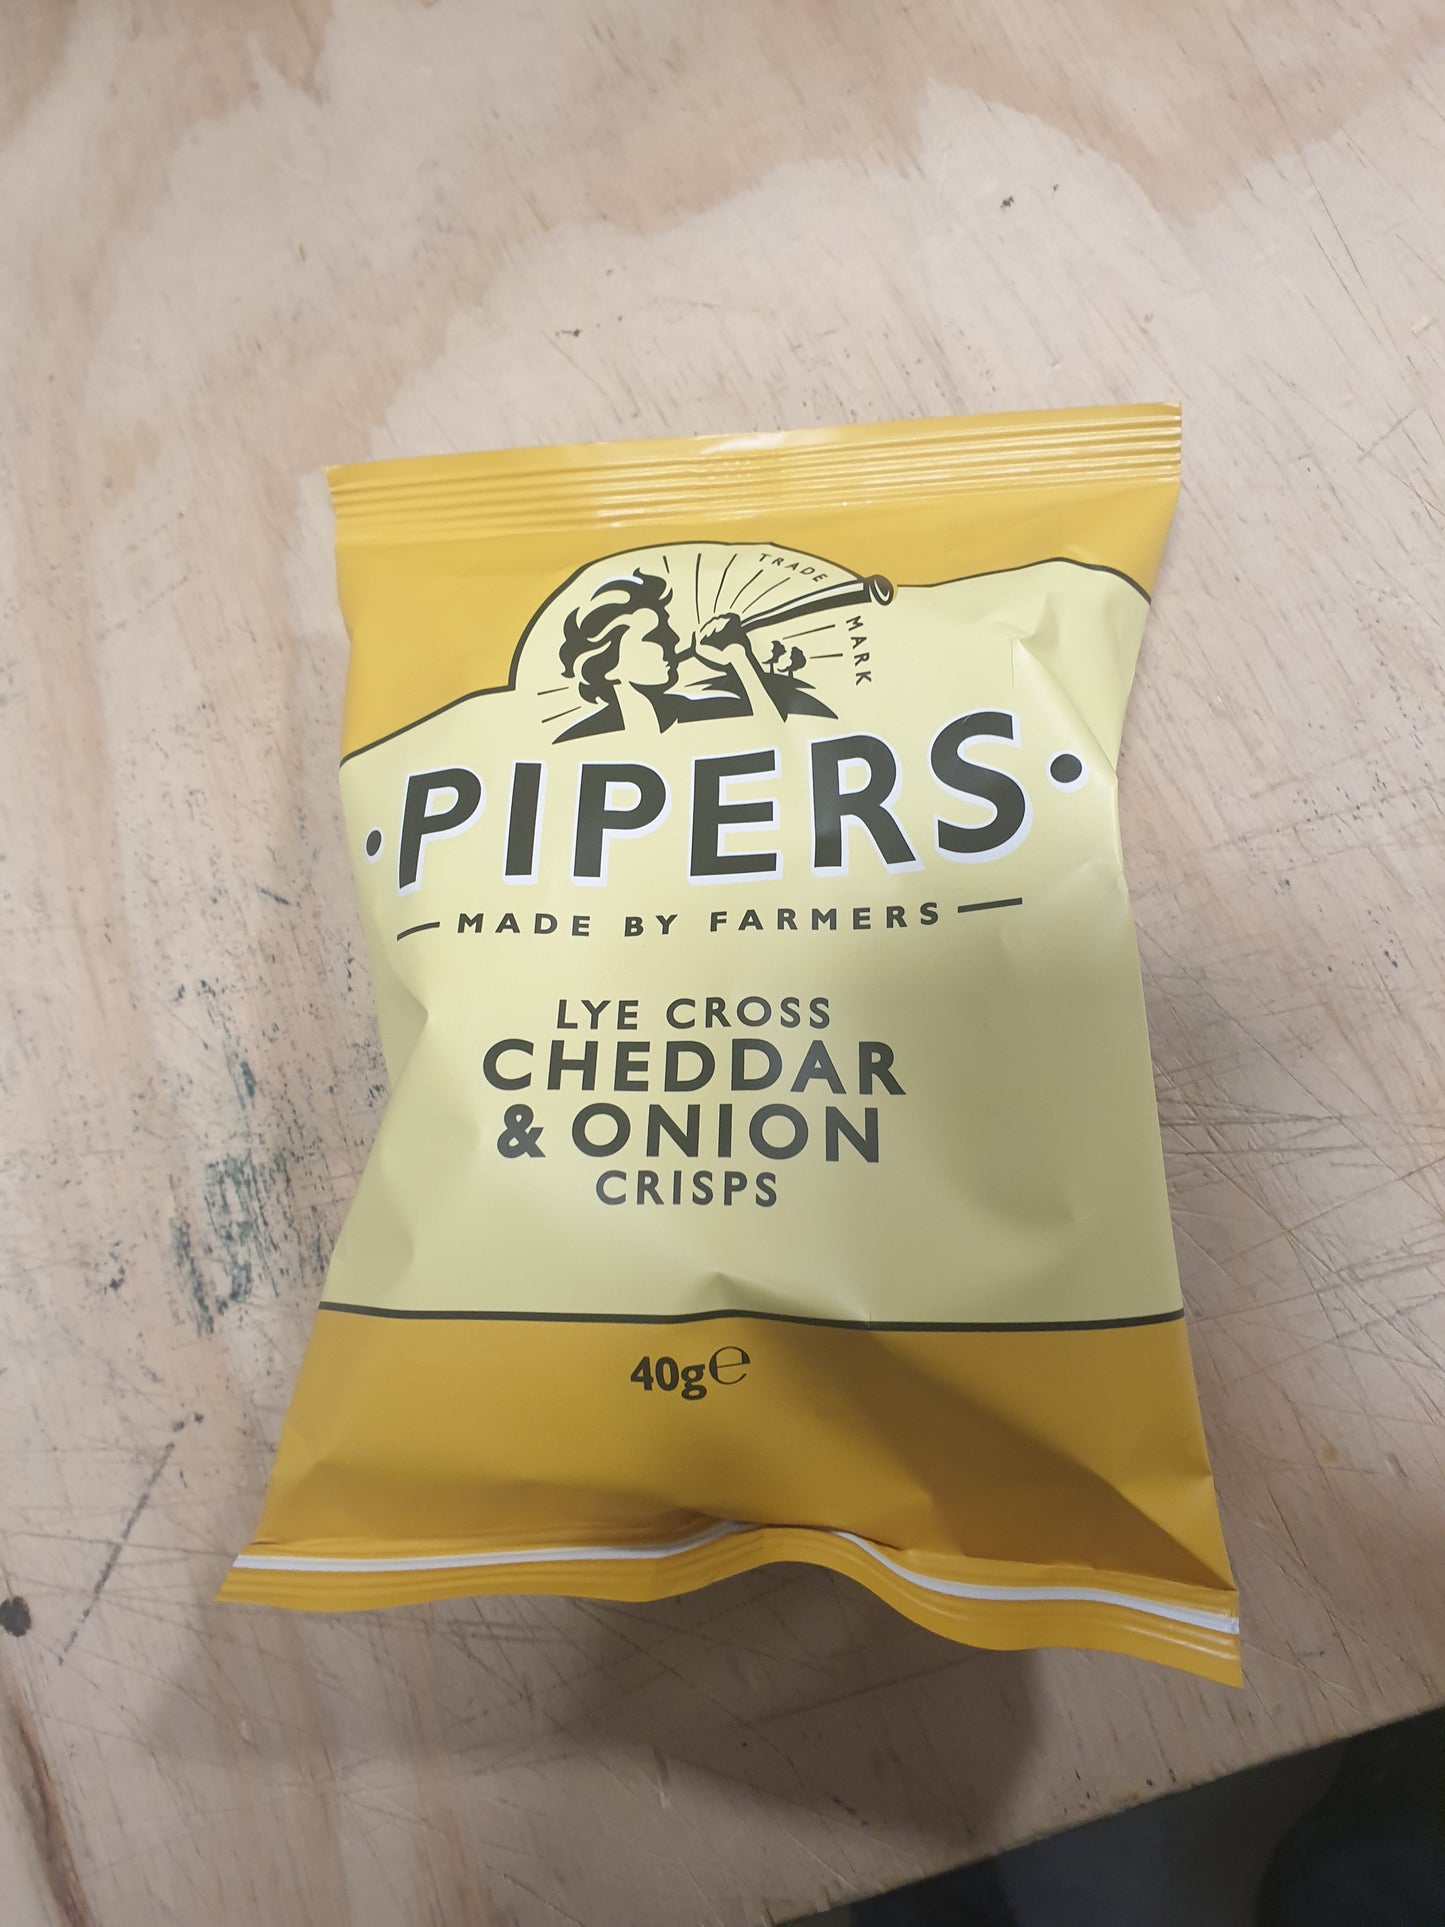 TRADE MARK
•PIPERS•
MADE BY FARMERS
LYE CROSS
CHEDDAR
& ONION
CRISPS
40g℮